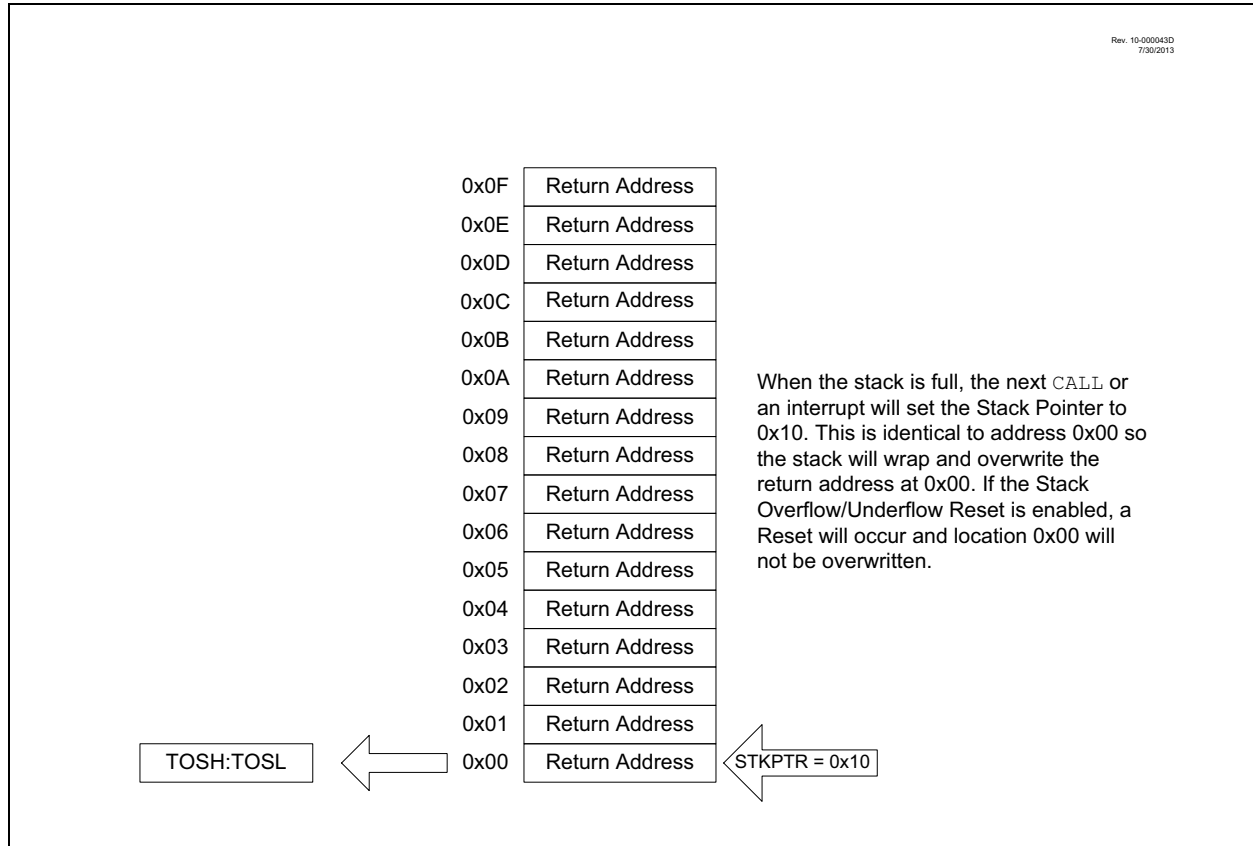 Rev. 10-000043D
7/30/2013
0x0F Return Address
0x0E Return Address
0x0D Return Address
0x0C Return Address
0x0B Return Address
0x0A Return Address
0x09 Return Address
0x08 Return Address
0x07 Return Address
0x06 Return Address
0x05 Return Address
0x04 Return Address
0x03 Return Address
0x02 Return Address
0x01 Return Address
TOSH:TOSL 0x00 Return Address STKPTR = 0x10
When the stack is full, the next CALL or
an interrupt will set the Stack Pointer to
0x10. This is identical to address 0x00 so
the stack will wrap and overwrite the
return address at 0x00. If the Stack
Overflow/Underflow Reset is enabled, a
Reset will occur and location 0x00 will
not be overwritten.